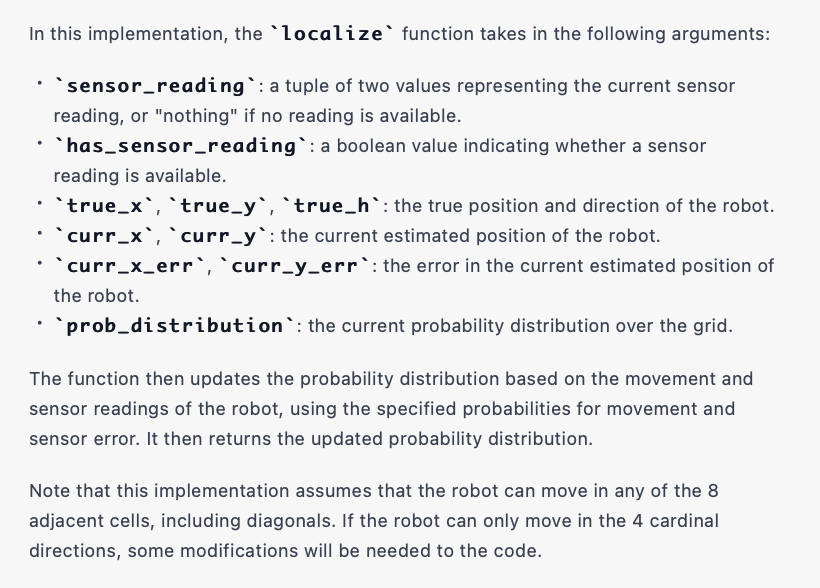 In this implementation, the `localize` function takes in the following arguments:
• `sensor_reading`: a tuple of two values representing the current sensor
reading, or "nothing" if no reading is available.
• `has_sensor_reading`: a boolean value indicating whether a sensor
reading is available.
• `true_x`, `true_y`, `true_h`: the true position and direction of the robot.
• `curr_x`, `curr_y`: the current estimated position of the robot.
• `curr_x_err`, `curr_y_err`: the error in the current estimated position of
the robot.
• `prob_distribution`: the current probability distribution over the grid.
The function then updates the probability distribution based on the movement and
sensor readings of the robot, using the specified probabilities for movement and
sensor error. It then returns the updated probability distribution.
Note that this implementation assumes that the robot can move in any of the 8
adjacent cells, including diagonals. If the robot can only move in the 4 cardinal
directions, some modifications will be needed to the code.